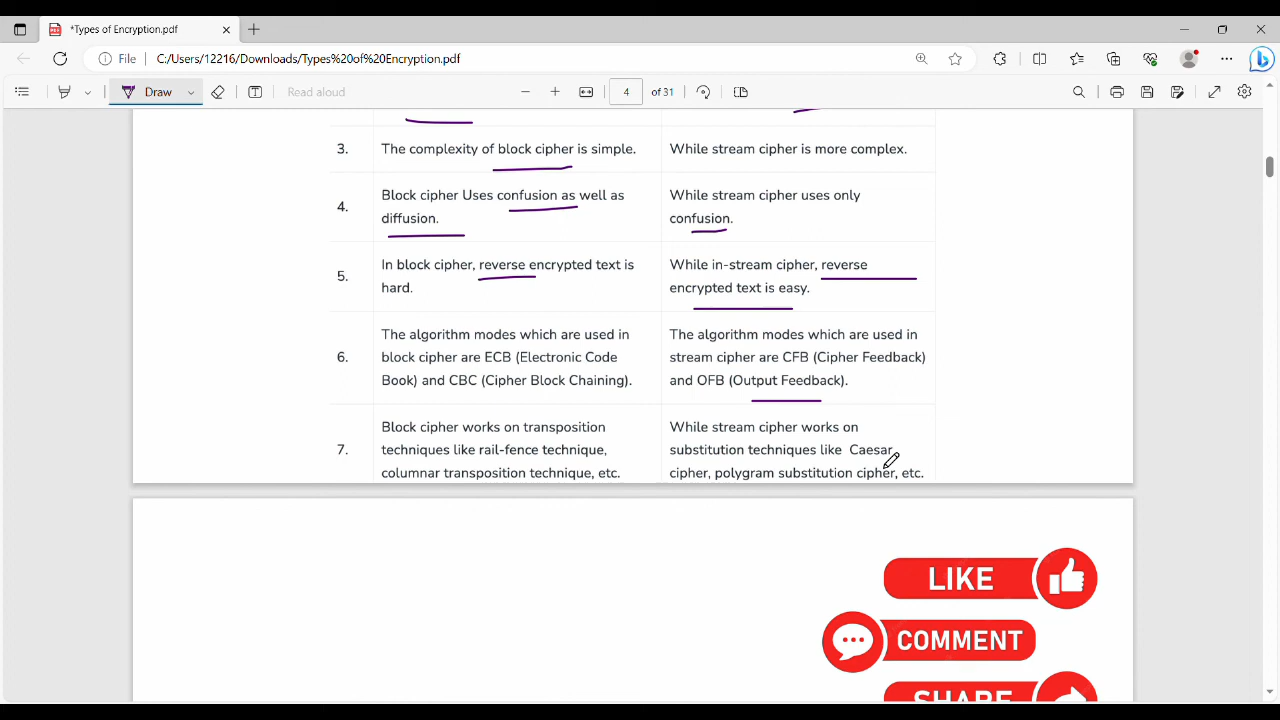 *Types of Encryption.pdf
File C:/Users/12216/Downloads/Types%20of%20Encryption.pdf
Draw Read aloud 4 of 31
3. The complexity of block cipher is simple. While stream cipher is more complex.
4. Block cipher Uses confusion as well as
diffusion.
While stream cipher uses only
confusion.
5. In block cipher, reverse encrypted text is
hard.
While in-stream cipher, reverse
encrypted text is easy.
6. The algorithm modes which are used in
block cipher are ECB (Electronic Code
Book) and CBC (Cipher Block Chaining).
The algorithm modes which are used in
stream cipher are CFB (Cipher Feedback)
and OFB (Output Feedback).
7. Block cipher works on transposition
techniques like rail-fence technique,
columnar transposition technique, etc.
While stream cipher works on
substitution techniques like Caesar
cipher, polygram substitution cipher, etc.
LIKE
COMMENT
SHARE